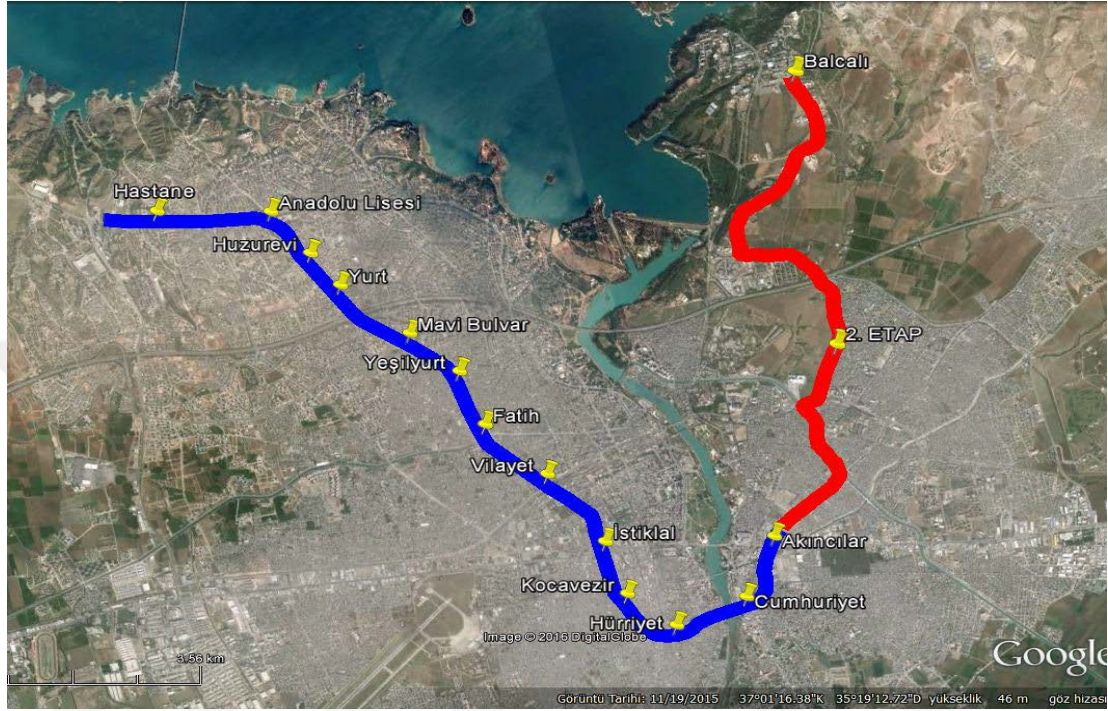 Balcalı
Hastane
Anadolu Lisesi
Huzurevi
Yurt
Mavi Bulvar
2. ETAP
Yeşilyurt
Fatih
Vilayet
İstiklal
Akıncılar
Kocavezir
Cumhuriyet
Hürriyet
Image © 2016 DigitalGlobe
3.56 km
Google
Görüntü Tarihi: 11/19/2015 37°01'16.38"K 35°19'12.72"D yükseklik 46 m göz hizası